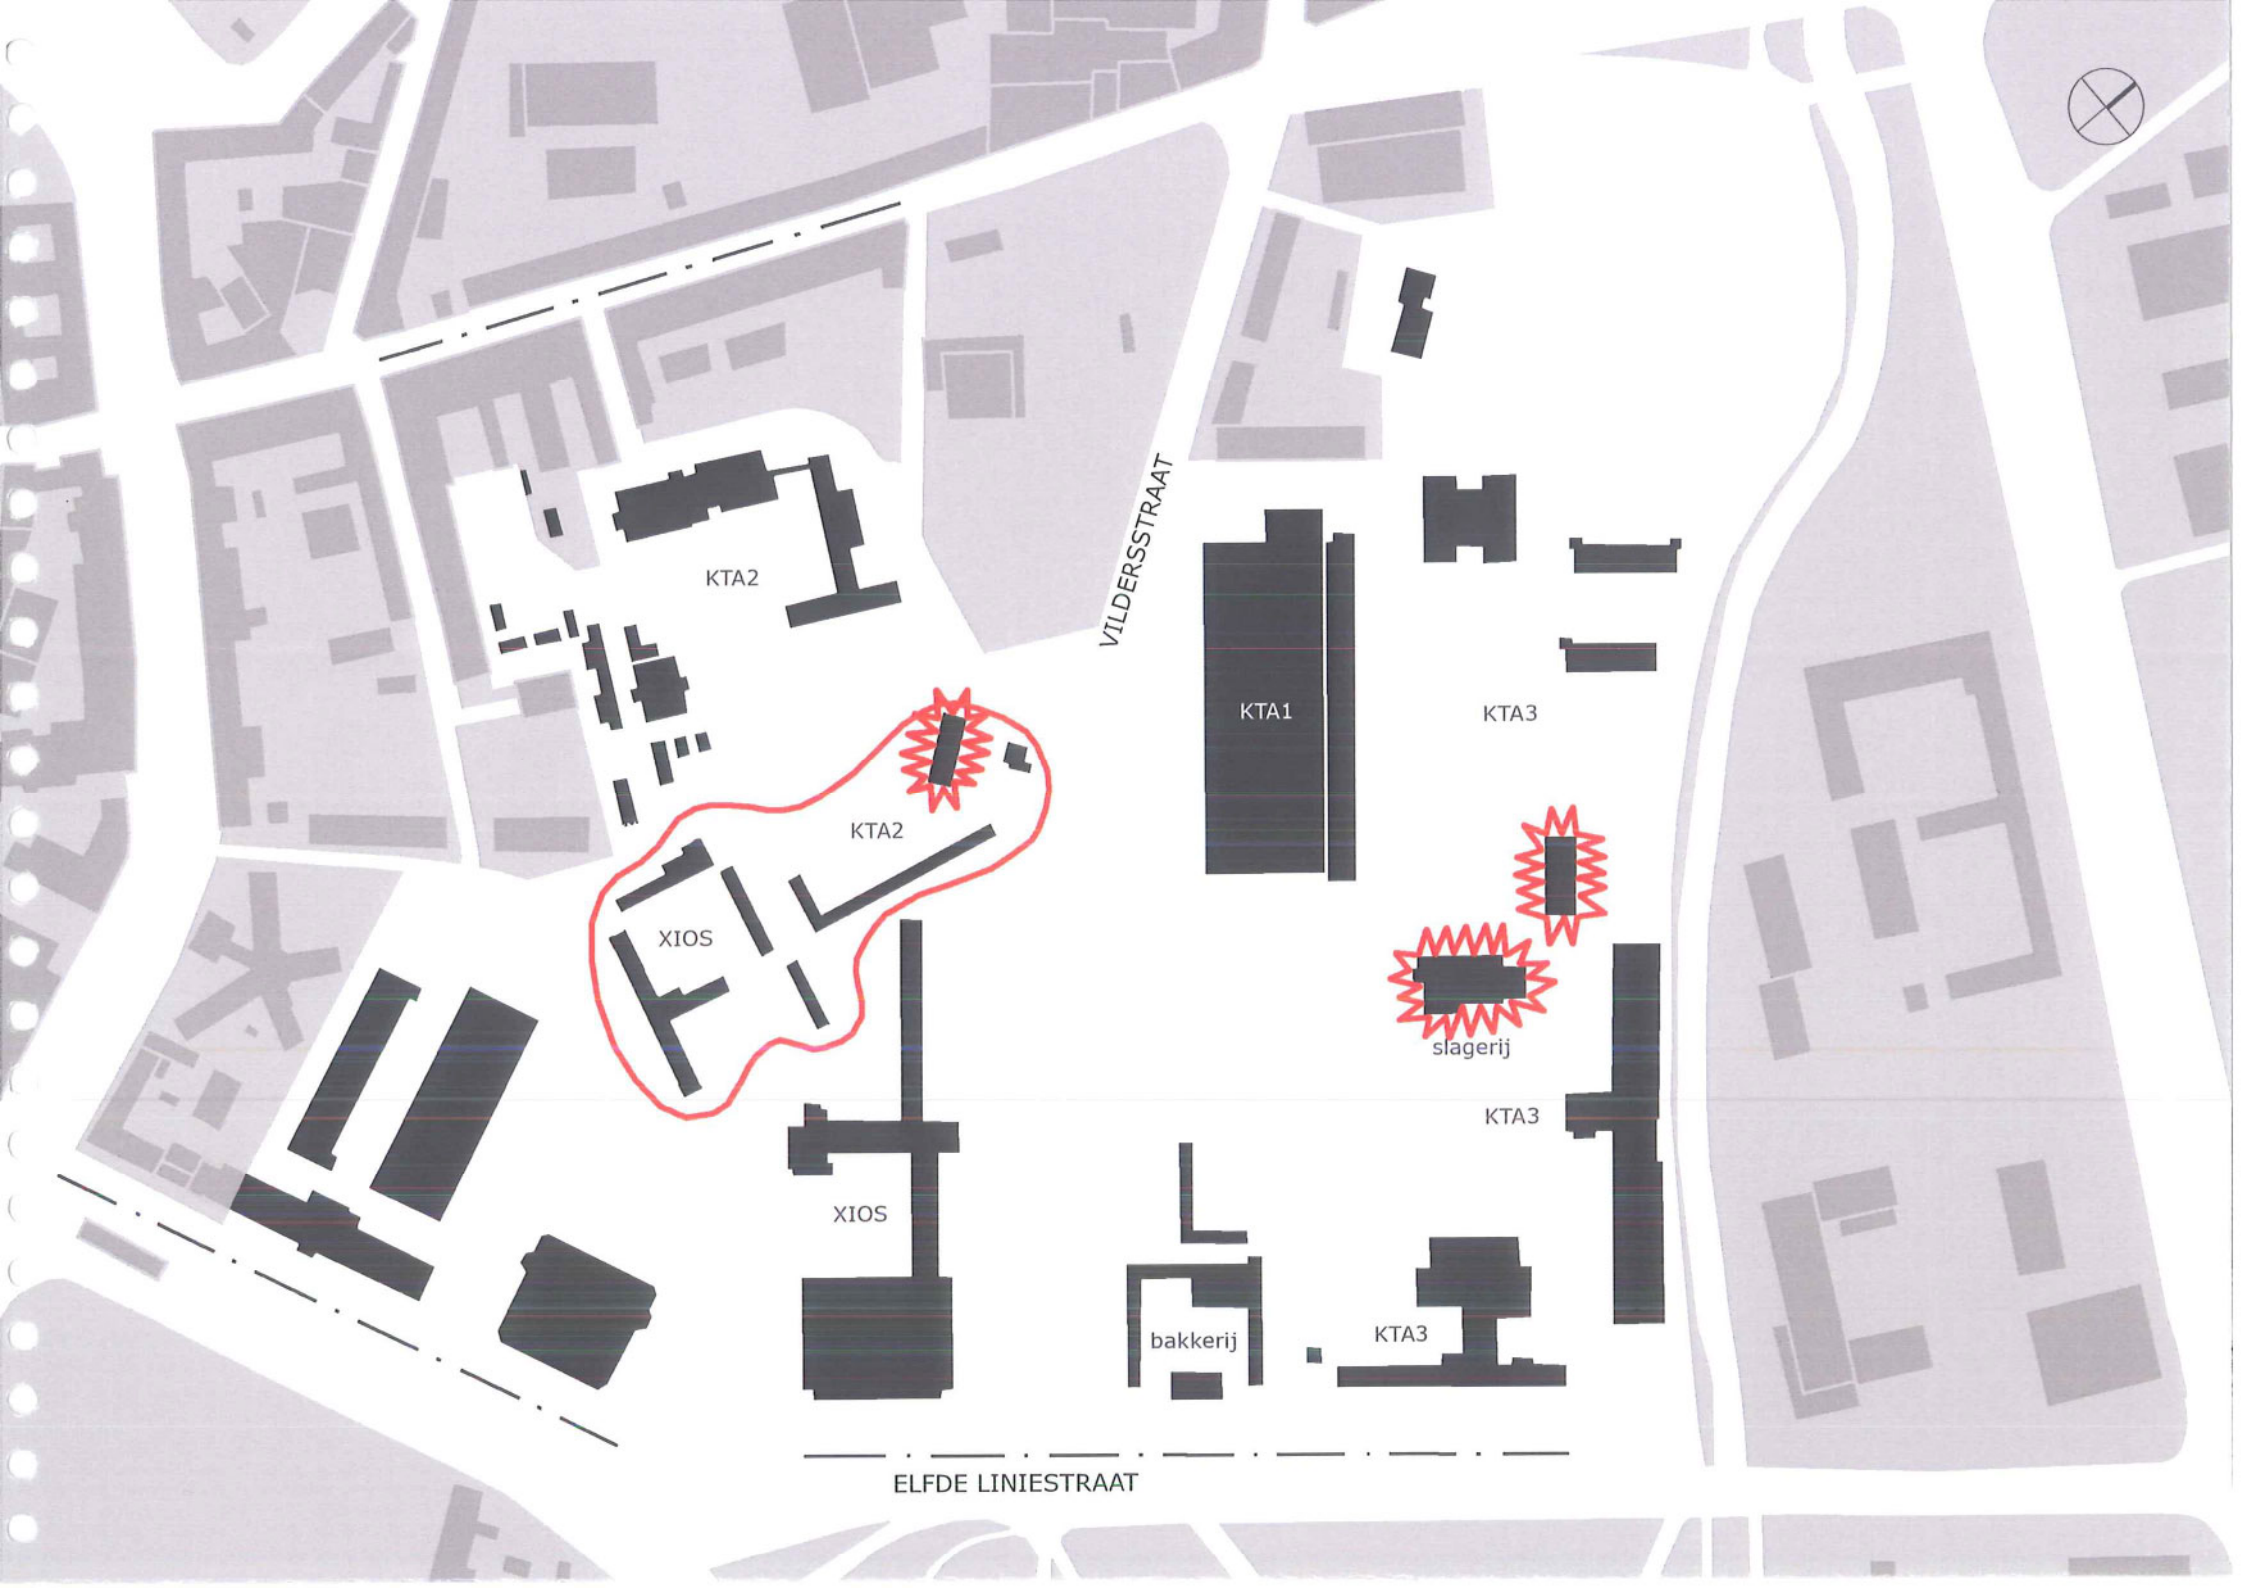 KTA2
VILDERSSTRAAT
KTA1
KTA3
KTA2
XIOS
slagerij
KTA3
XIOS
bakkerij
KTA3
ELFDE LINIESTRAAT